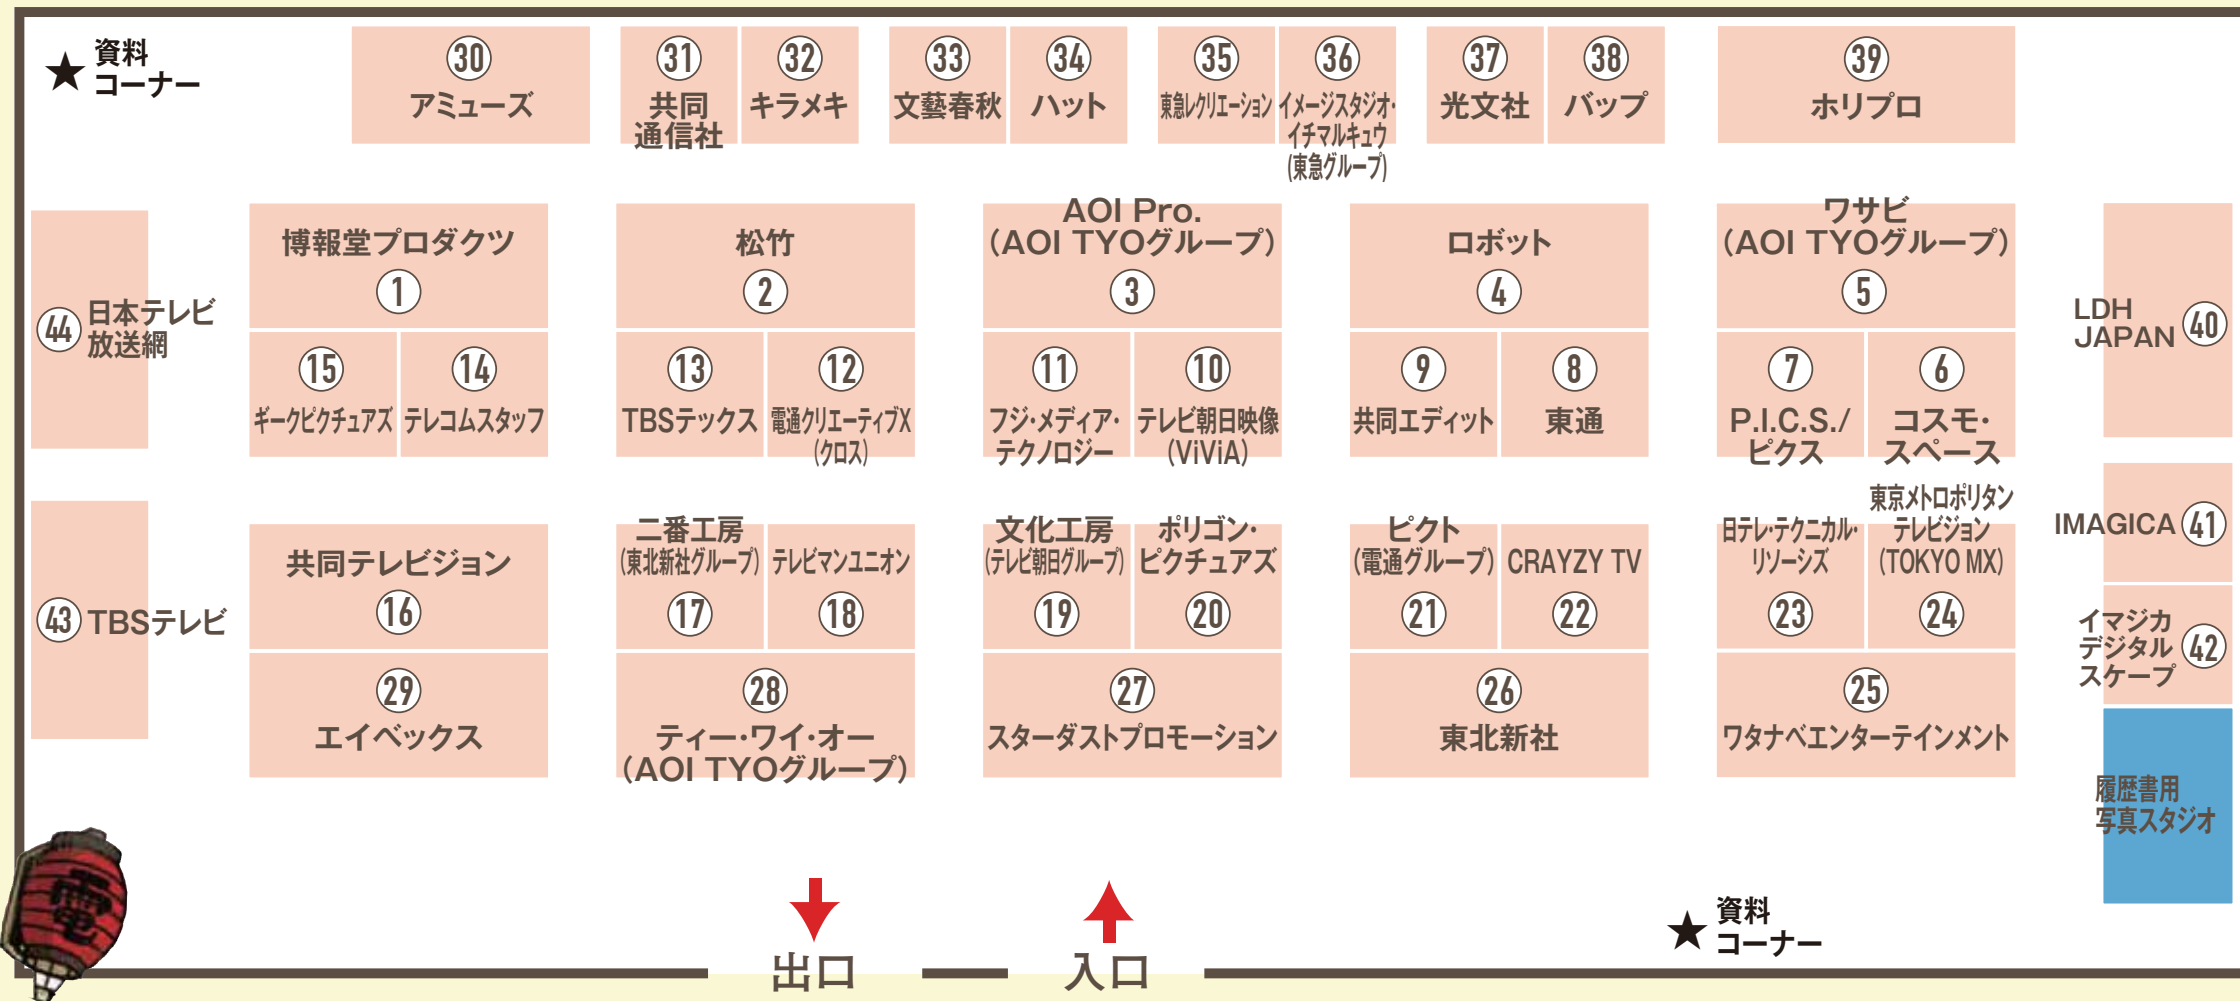 ★ 資料
コーナー
30
アミューズ
31
共同
通信社
32
キラメキ
33
文藝春秋
34
ハット
35
東急レクリエーション
36
イメージスタジオ・
イチマルキュウ
(東急グループ)
37
光文社
38
バップ
39
ホリプロ
44
日本テレビ
放送網
博報堂プロダクツ
1
松竹
2
AOI Pro.
(AOI TYOグループ)
3
ロボット
4
ワサビ
(AOI TYOグループ)
5
LDH
JAPAN
40
15
ギークピクチュアズ
14
テレコムスタッフ
13
TBSテックス
12
電通クリエーティブX
(クロス)
11
フジ・メディア・
テクノロジー
10
テレビ朝日映像
(ViViA)
9
共同エディット
8
東通
7
P.I.C.S./
ピクス
6
コスモ・
スペース
IMAGICA
41
43
TBSテレビ
共同テレビジョン
16
二番工房
(東北新社グループ)
17
テレビマンユニオン
18
文化工房
(テレビ朝日グループ)
19
ポリゴン・
ピクチュアズ
20
ピクト
(電通グループ)
21
CRAYZY TV
22
日テレ・テクニカル・
リソーシズ
23
東京メトロポリタン
テレビジョン
(TOKYO MX)
24
イマジカ
デジタル
スケープ
42
29
エイベックス
28
ティー・ワイ・オー
(AOI TYOグループ)
27
スターダストプロモーション
26
東北新社
25
ワタナベエンターテインメント
履歴書用
写真スタジオ
★ 資料
コーナー
出口
入口